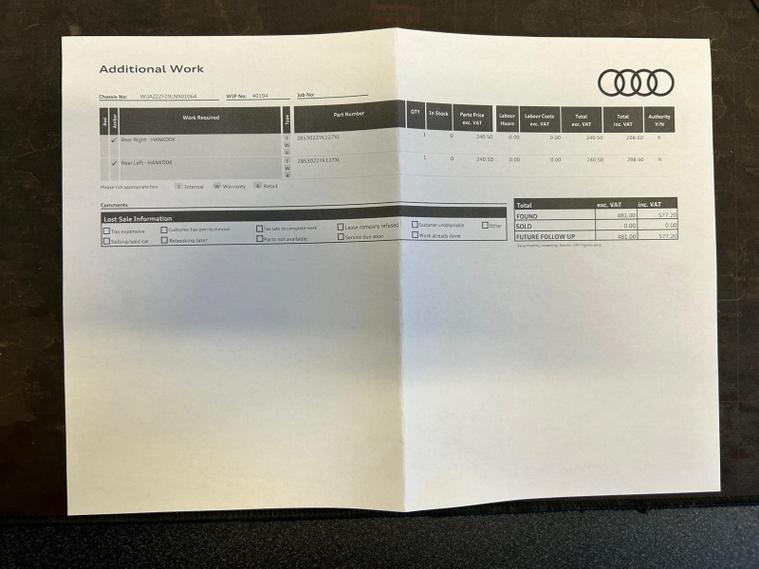 Additional Work
Chassis No: WUAZZZF29LN901064 WIP No: 40194 Job No:
Red Amber Work Required Type Part Number QTY In Stock Parts Price exc. VAT Labour Hours Labour Costs exc. VAT Total exc. VAT Total inc. VAT Authority Y/N
✓ Rear Right - HANKOOK I W R 2853022YK127XL 1 0 240.50 0.00 0.00 240.50 288.60 N
✓ Rear Left - HANKOOK I W R 2853022YK127XL 1 0 240.50 0.00 0.00 240.50 288.60 N
Please tick appropriate box: I Internal W Warranty R Retail
Comments
Lost Sale Information
Too expensive Customer has own technician Too late to complete work Lease company refused Customer unobtainable Other
Selling/sold car Rebooking later Parts not available Service due soon Work already done
Total exc. VAT inc. VAT
FOUND 481.00 577.20
SOLD 0.00 0.00
FUTURE FOLLOW UP 481.00 577.20